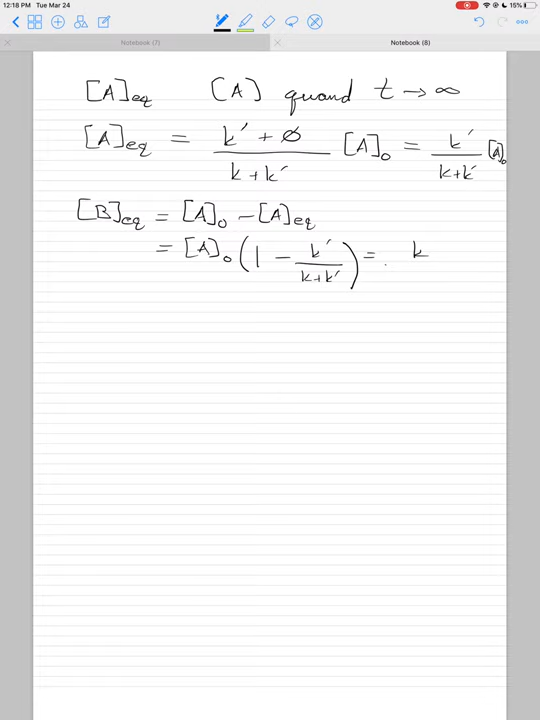 12:18 PM Tue Mar 24 15%
Notebook (7) Notebook (8)
[A]eq [A] quand t → ∞
[A]eq = (k' + 0)/(k+k') [A]₀ = k'/(k+k') [A]₀
[B]eq = [A]₀ - [A]eq
= [A]₀ (1 - k'/(k+k')) = k